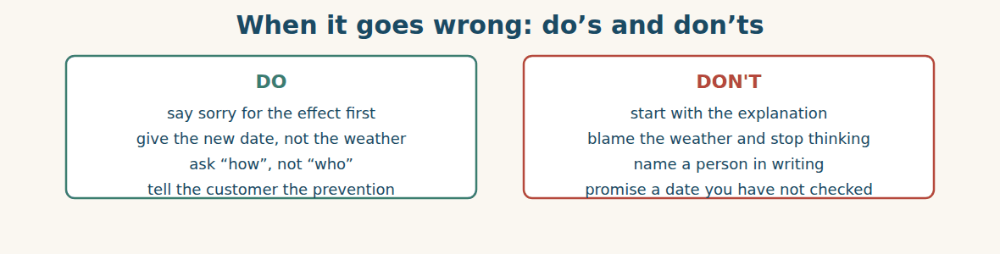 When it goes wrong: do’s and don’ts
DO
say sorry for the effect first
give the new date, not the weather
ask “how”, not “who”
tell the customer the prevention
DON'T
start with the explanation
blame the weather and stop thinking
name a person in writing
promise a date you have not checked